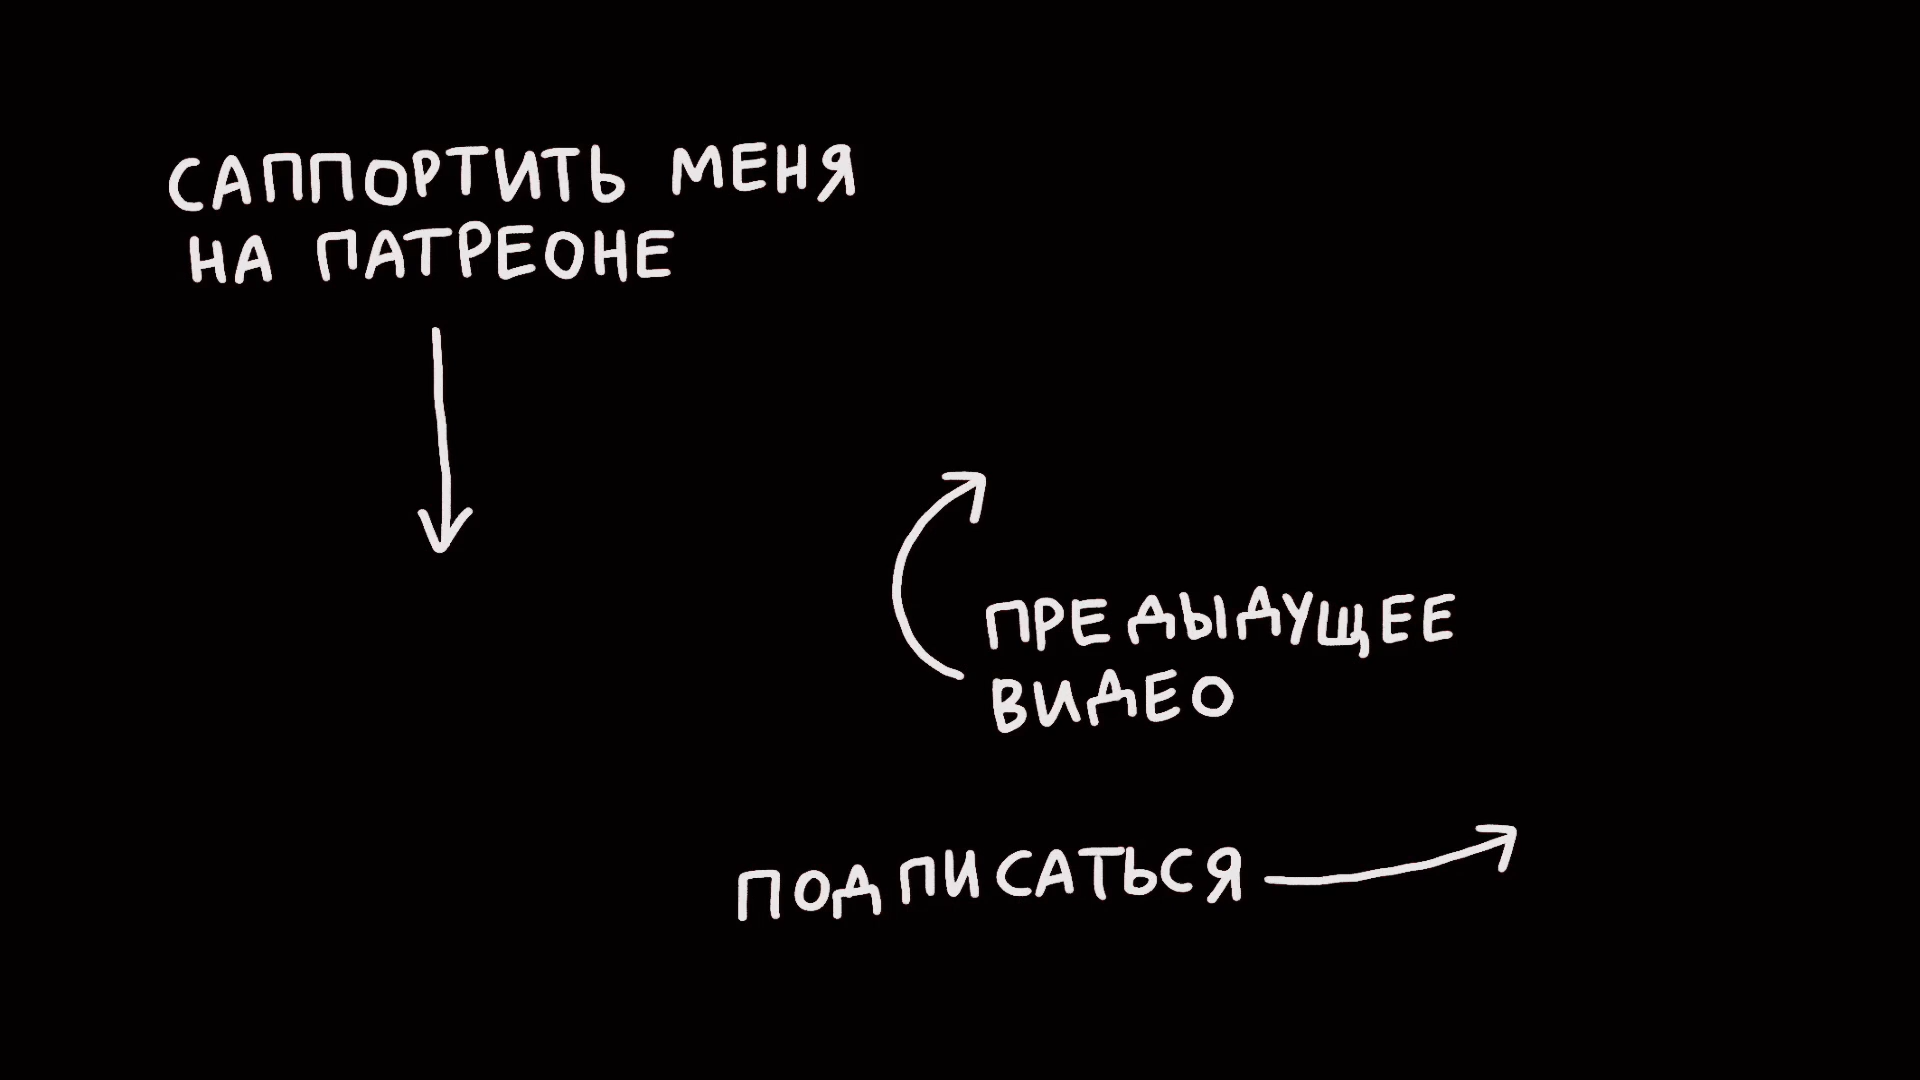 САППОРТИТЬ МЕНЯ
НА ПАТРЕОНЕ
ПРЕДЫДУЩЕЕ
ВИДЕО
ПОДПИСАТЬСЯ